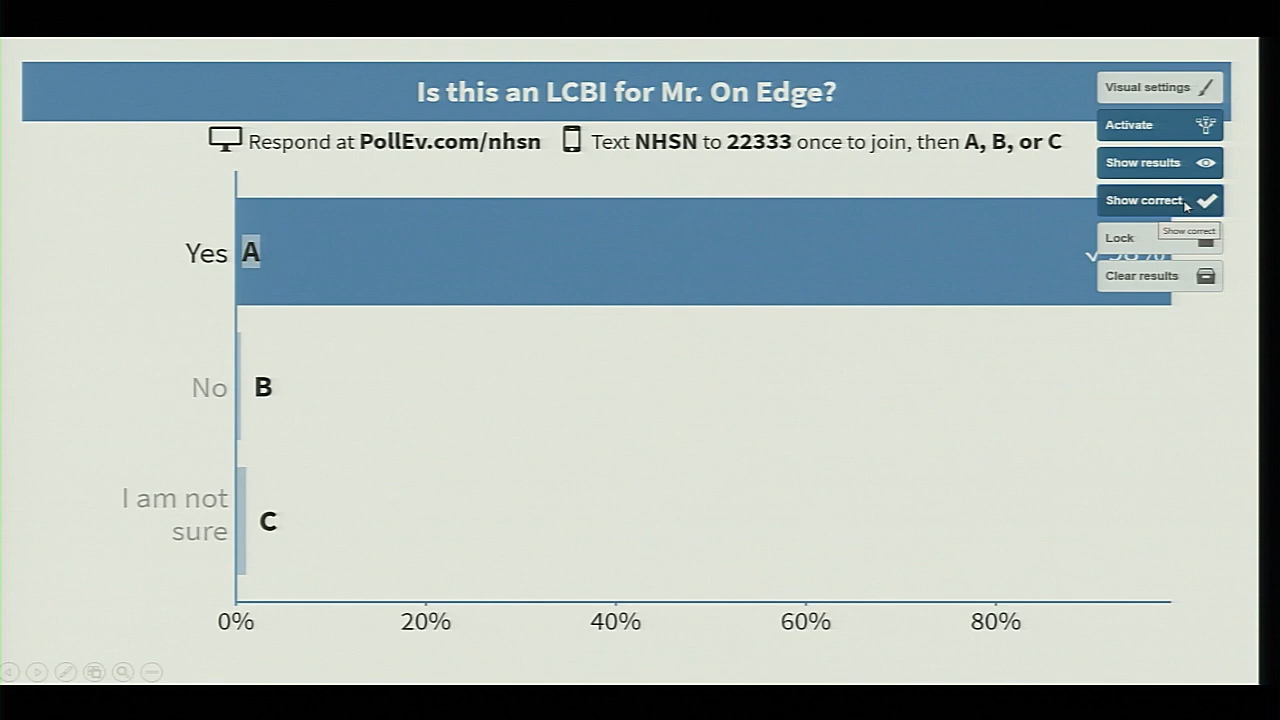 Is this an LCBI for Mr. On Edge?
Visual settings
Respond at PollEv.com/nhsn Text NHSN to 22333 once to join, then A, B, or C
Activate
Show results
Show correct
Show correct
Lock
Clear results
Yes A
No B
I am not
sure
C
0% 20% 40% 60% 80%